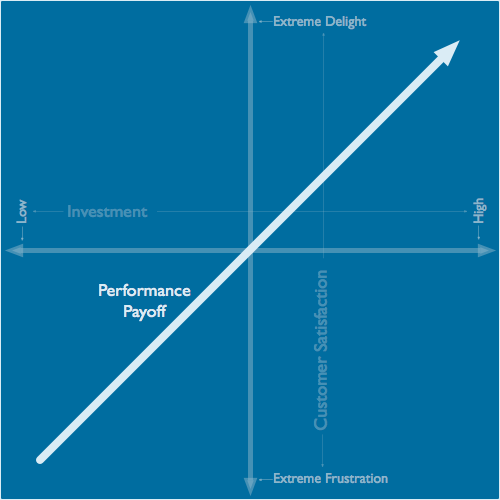 Extreme Delight
Low
Investment
High
Performance
Payoff
Customer Satisfaction
Extreme Frustration